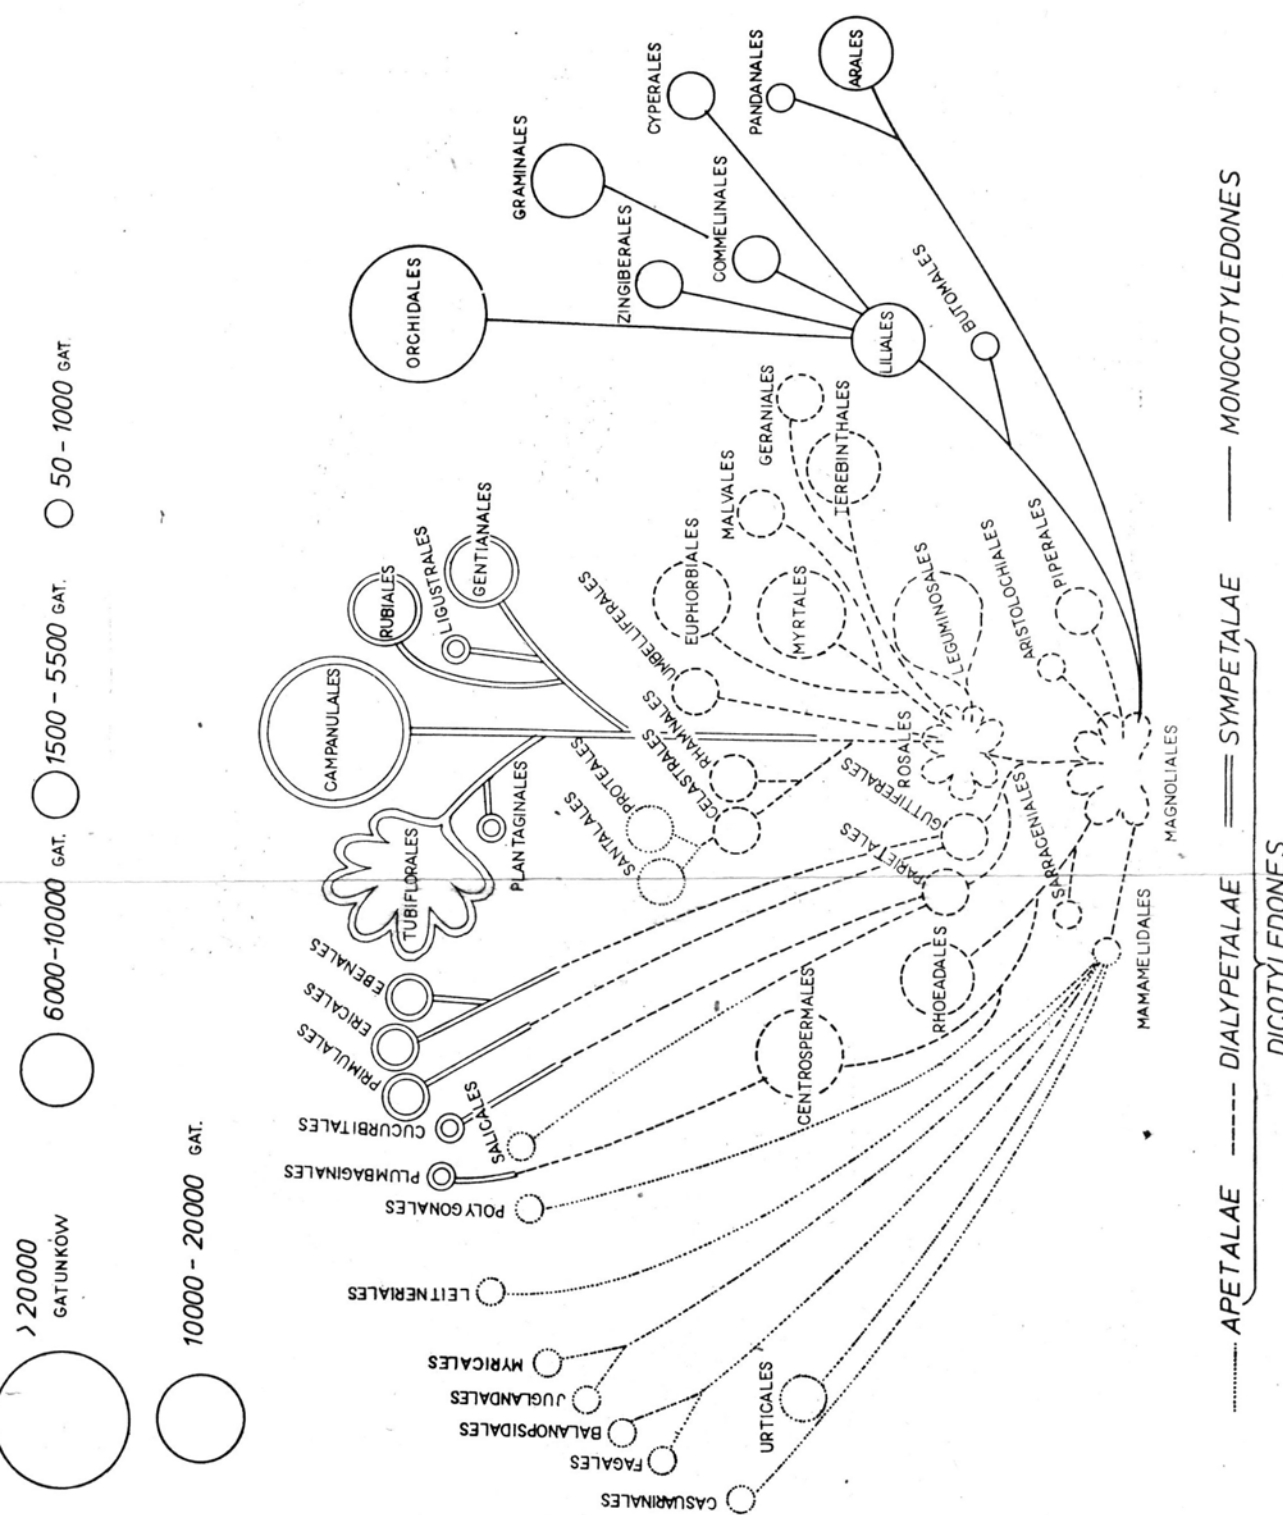 >20000
GATUNKÓW
6000-10000 GAT.
1500-5500 GAT.
50-1000 GAT.
10000-20000 GAT.
CASUARINALES
FAGALES
BALANOPSIDALES
JUGLANDALES
MYRICALES
URTICALES
LEITNERIALES
POLYGONALES
PLUMBAGINALES
SALICALES
CUCURBITALES
PRIMULALES
ERICALES
EBENALES
CENTROSPERMALES
RHOEADALES
TUBIFLORALES
PLANTAGINALES
CAMPANULALES
RUBIALES
LIGUSTRALES
GENTIANALES
SANTALALES
PROTEALES
CELASTRALES
RHAMNALES
UMBELLIFERALES
EUPHORBIALES
MYRTALES
MALVALES
GERANIALES
TEREBINTHALES
LEGUMINOSALES
ROSALES
GUTTIFERALES
PARIETALES
SARRACENIALES
MAMAMELIDALES
MAGNOLIALES
ARISTOLOCHIALES
PIPERALES
ORCHIDALES
GRAMINALES
ZINGIBERALES
COMMELINALES
CYPERALES
PANDANALES
ARALES
LILIALES
BUTOMALES
APETALAE DIALYPETALAE SYMPETALAE MONOCOTYLEDONES
DICOTYLEDONES